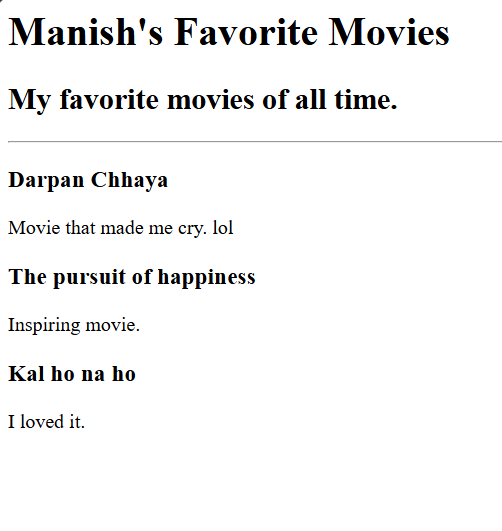 Manish's Favorite Movies
My favorite movies of all time.
Darpan Chhaya
Movie that made me cry. lol
The pursuit of happiness
Inspiring movie.
Kal ho na ho
I loved it.